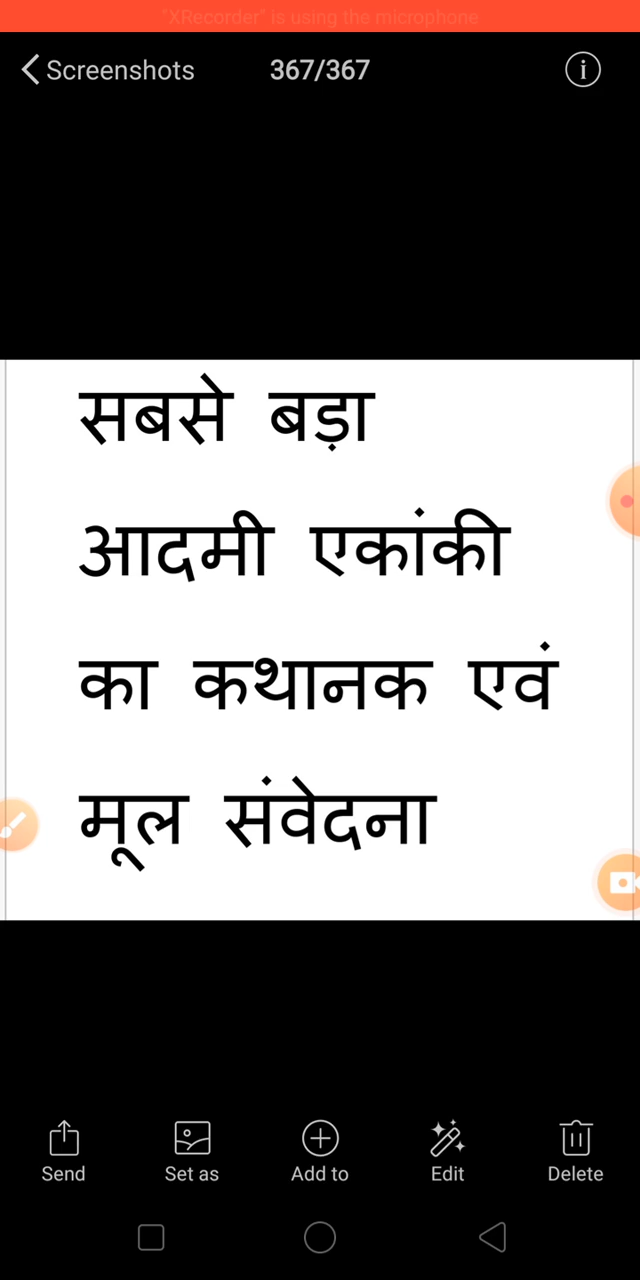 "XRecorder" is using the microphone
Screenshots 367/367
सबसे बड़ा
आदमी एकांकी
का कथानक एवं
मूल संवेदना
Send Set as Add to Edit Delete